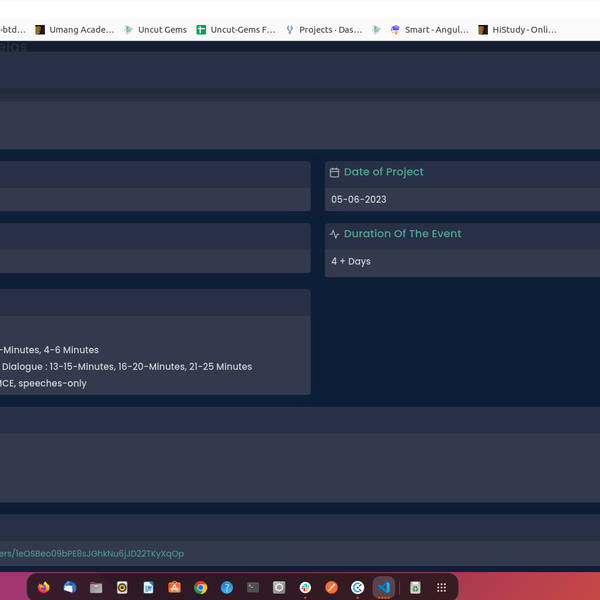 -btd... Umang Acade... Uncut Gems Uncut-Gems F... Projects · Das... Smart - Angul... HiStudy - Onli...
elds
Date of Project
05-06-2023
Duration Of The Event
4 + Days
-Minutes, 4-6 Minutes
Dialogue : 13-15-Minutes, 16-20-Minutes, 21-25 Minutes
MCE, speeches-only
ers/1eOSBeo09bPEBsJGhkNu6jJD22TKyXqOp